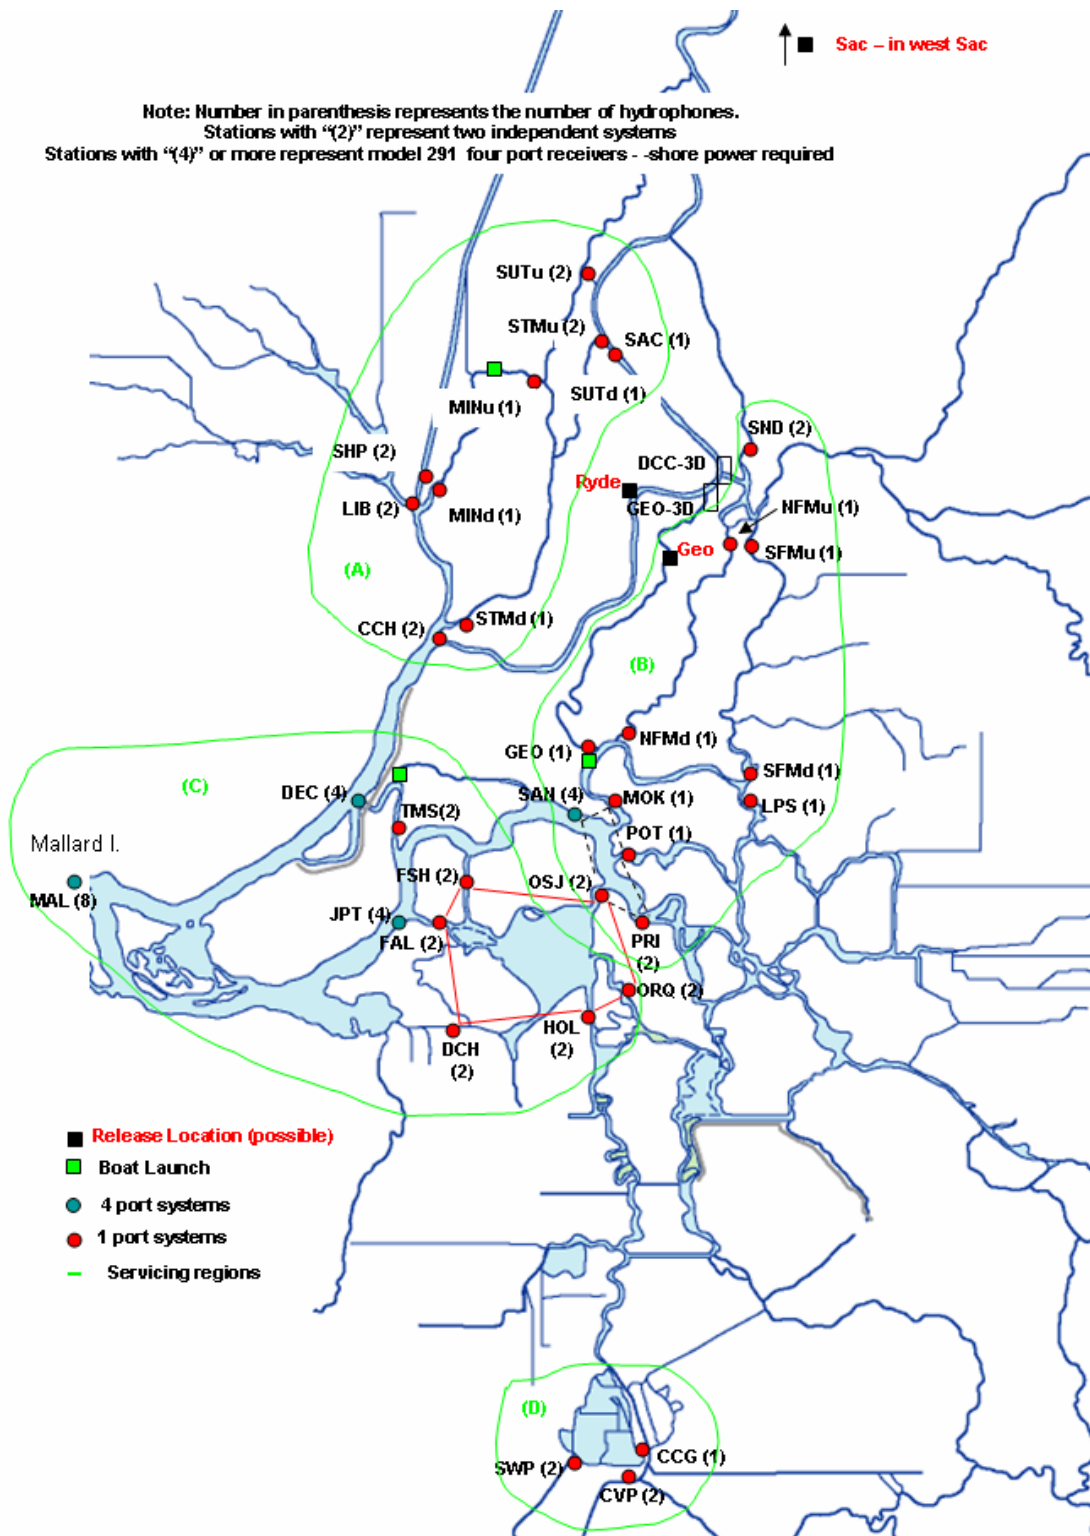 Sac – in west Sac
Note: Number in parenthesis represents the number of hydrophones.
Stations with “(2)” represent two independent systems
Stations with “(4)” or more represent model 291 four port receivers - -shore power required
SUTu (2)
STMu (2)
SAC (1)
SUTd (1)
MINu (1)
SND (2)
SHP (2)
DCC-3D
Ryde
LIB (2)
GEO-3D
NFMu (1)
MINd (1)
Geo
SFMu (1)
(A)
STMd (1)
CCH (2)
(B)
NFMd (1)
GEO (1)
SFMd (1)
(C)
DEC (4)
SAN (4)
MOK (1)
LPS (1)
TMS(2)
POT (1)
Mallard I.
FSH (2)
OSJ (2)
MAL (8)
JPT (4)
FAL (2)
PRI
(2)
ORQ (2)
HOL
(2)
DCH
(2)
Release Location (possible)
Boat Launch
4 port systems
1 port systems
Servicing regions
(D)
CCG (1)
SWP (2)
CVP (2)